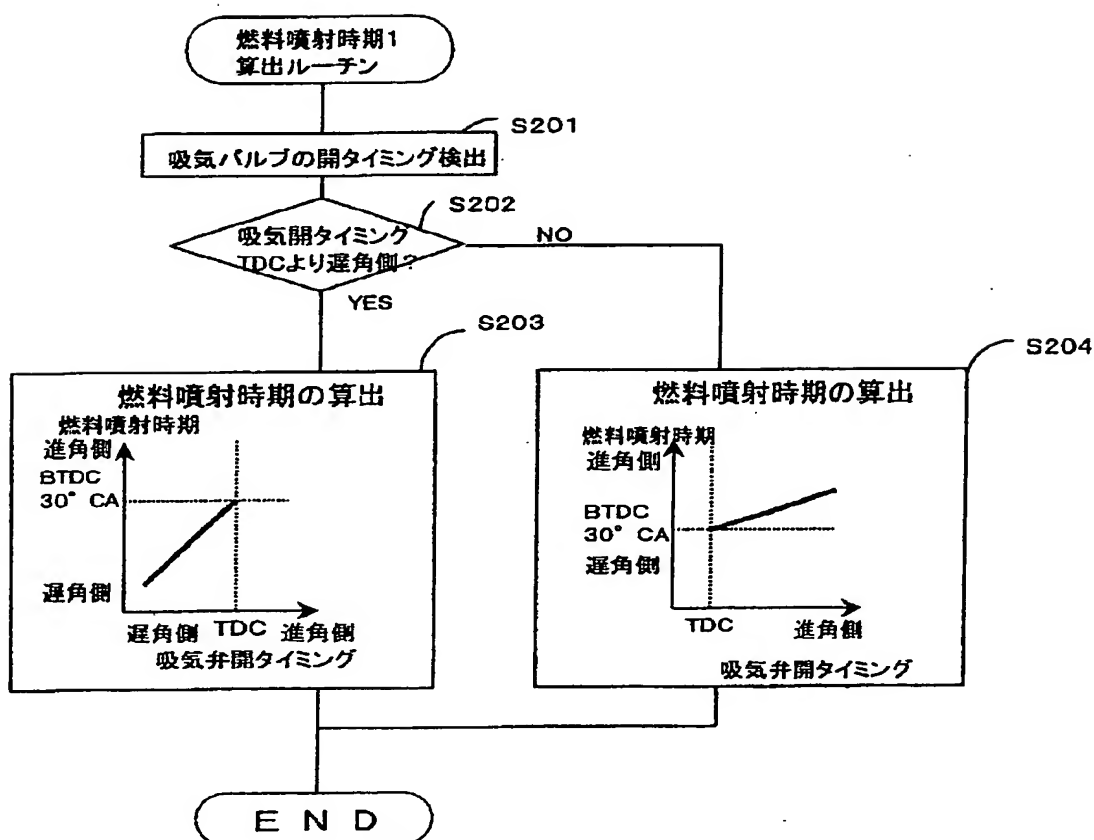 燃料噴射時期1
算出ルーチン
S201
吸気バルブの開タイミング検出
S202
吸気開タイミング
TDCより遅角側?
NO
YES
S203
燃料噴射時期の算出
燃料噴射時期
進角側
BTDC
30° CA
遅角側
遅角側 TDC 進角側
吸気弁開タイミング
S204
燃料噴射時期の算出
燃料噴射時期
進角側
BTDC
30° CA
遅角側
TDC 進角側
吸気弁開タイミング
E N D